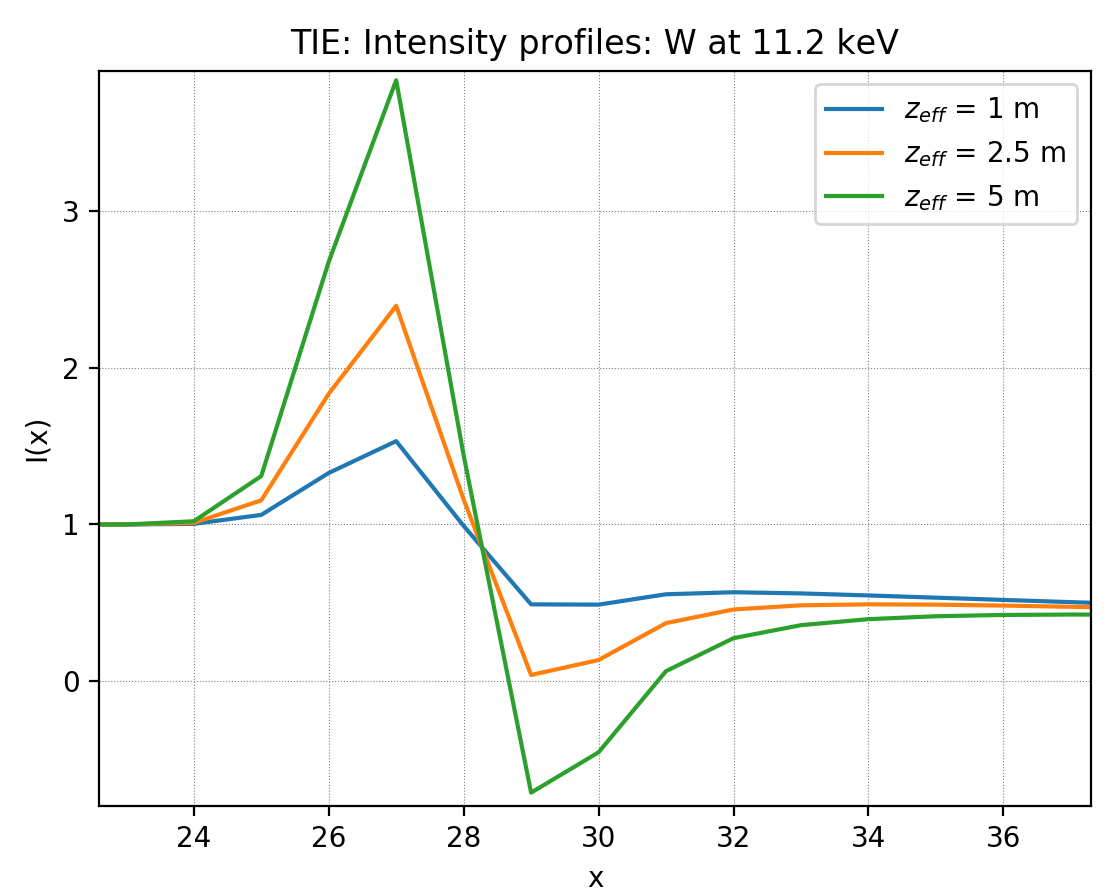 TIE: Intensity profiles: W at 11.2 keV
z_eff = 1 m
z_eff = 2.5 m
z_eff = 5 m
I(x)
3
2
1
0
24 26 28 30 32 34 36
x